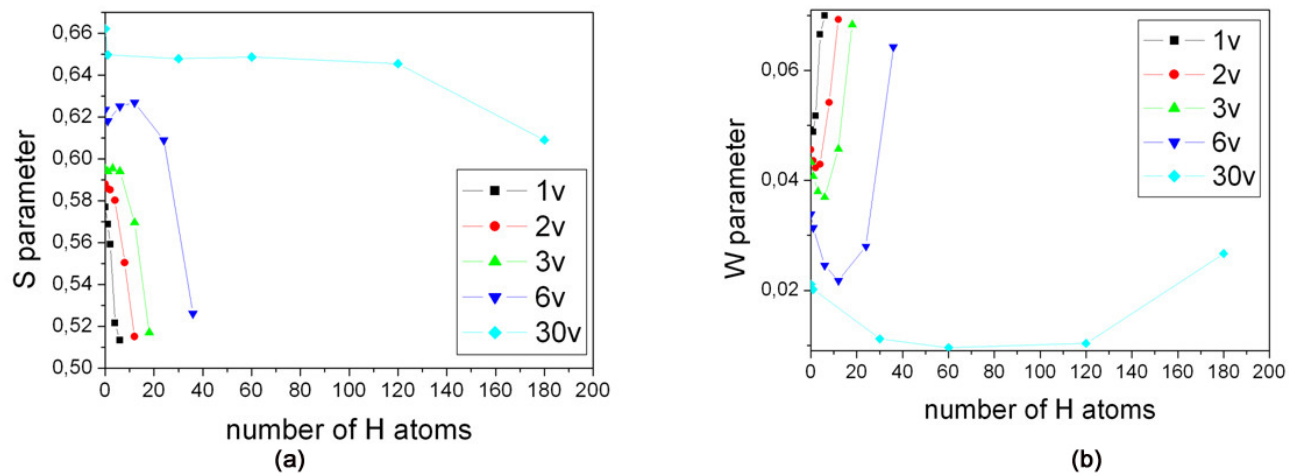 0,66
0,64
0,62
0,60
0,58
0,56
0,54
0,52
0,50
S parameter
1v
2v
3v
6v
30v
0 20 40 60 80 100 120 140 160 180 200
number of H atoms
(a)
0,06
0,04
0,02
W parameter
1v
2v
3v
6v
30v
0 20 40 60 80 100 120 140 160 180 200
number of H atoms
(b)